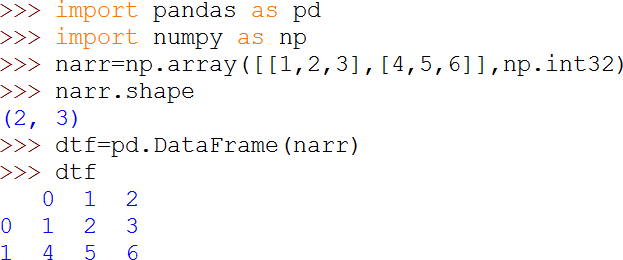 >>> import pandas as pd
>>> import numpy as np
>>> narr=np.array([[1,2,3],[4,5,6]],np.int32)
>>> narr.shape
(2, 3)
>>> dtf=pd.DataFrame(narr)
>>> dtf
   0  1  2
0  1  2  3
1  4  5  6